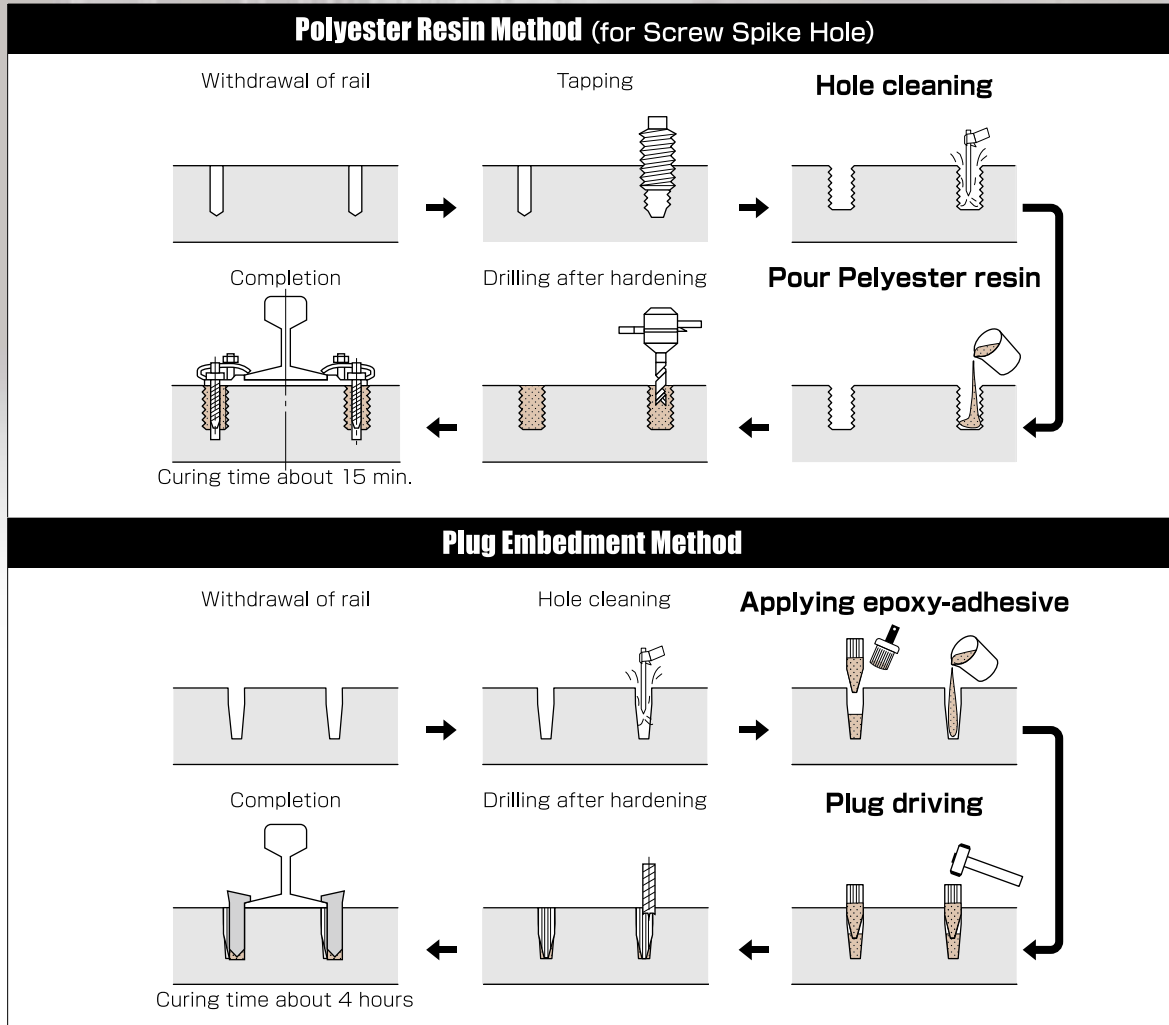 Polyester Resin Method (for Screw Spike Hole)
Withdrawal of rail
Tapping
Hole cleaning
Pour Pelyester resin
Drilling after hardening
Completion
Curing time about 15 min.
Plug Embedment Method
Withdrawal of rail
Hole cleaning
Applying epoxy-adhesive
Plug driving
Drilling after hardening
Completion
Curing time about 4 hours